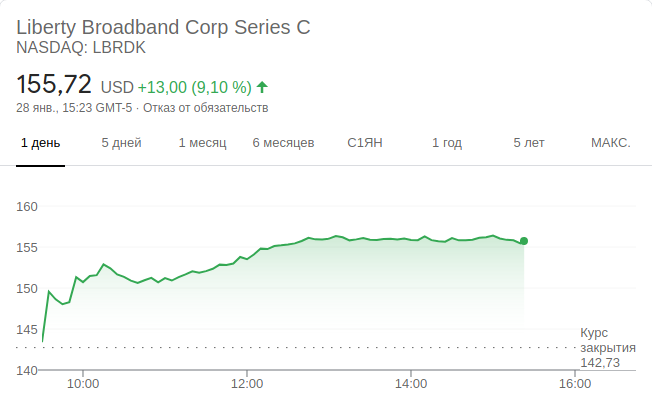 Liberty Broadband Corp Series C
NASDAQ: LBRDK
155,72 USD +13,00 (9,10 %)
28 янв., 15:23 GMT-5 · Отказ от обязательств
1 день 5 дней 1 месяц 6 месяцев С1ЯН 1 год 5 лет МАКС.
160
155
150
145
Курс
закрытия
142,73
140
10:00 12:00 14:00 16:00